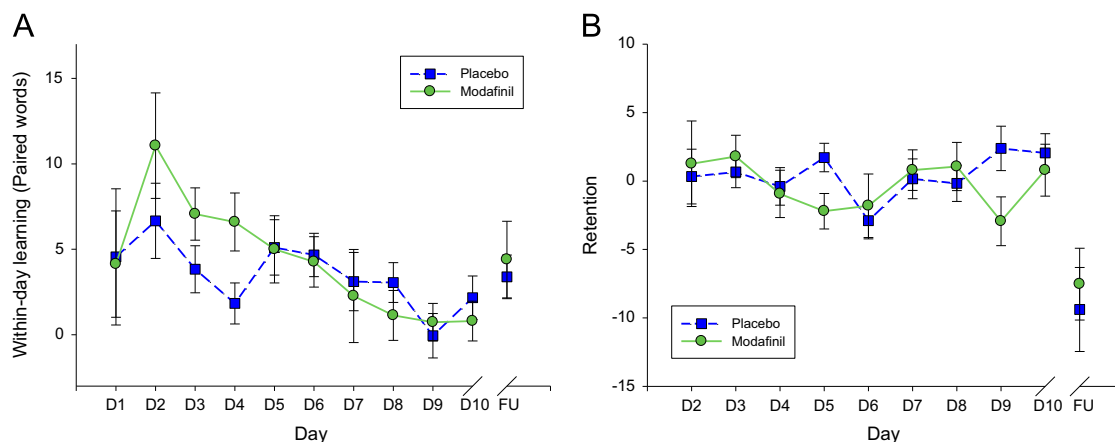 A
Within-day learning (Paired words)
15
10
5
0
Placebo
Modafinil
D1 D2 D3 D4 D5 D6 D7 D8 D9 D10 FU
Day
B
Retention
10
5
0
-5
-10
-15
Placebo
Modafinil
D2 D3 D4 D5 D6 D7 D8 D9 D10 FU
Day